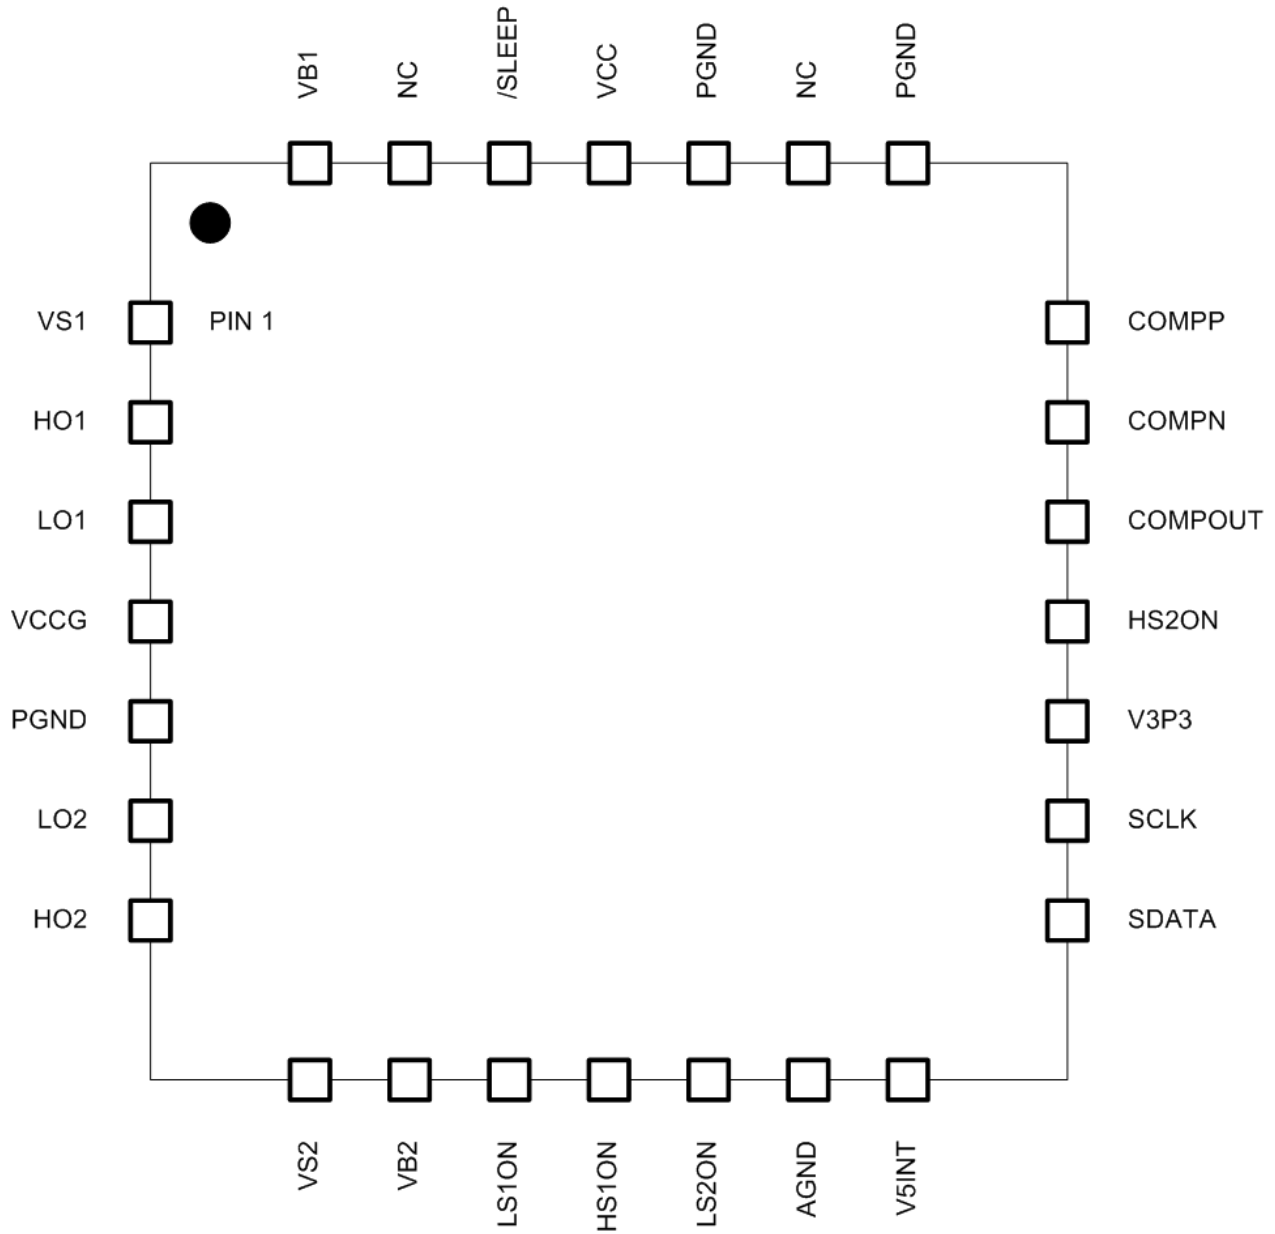 VB1
NC
/SLEEP
VCC
PGND
NC
PGND
VS1
PIN 1
COMPP
HO1
COMPN
LO1
COMPOUT
VCCG
HS2ON
PGND
V3P3
LO2
SCLK
HO2
SDATA
VS2
VB2
LS1ON
HS1ON
LS2ON
AGND
V5INT